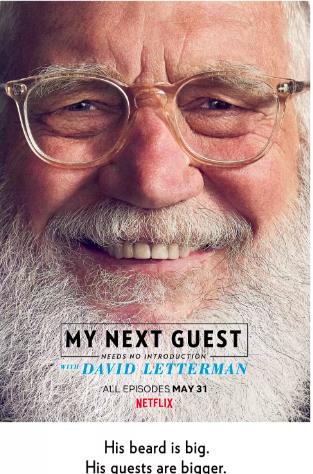 MY NEXT GUEST
NEEDS NO INTRODUCTION
WITH DAVID LETTERMAN
ALL EPISODES MAY 31
NETFLIX
His beard is big.
His guests are bigger.